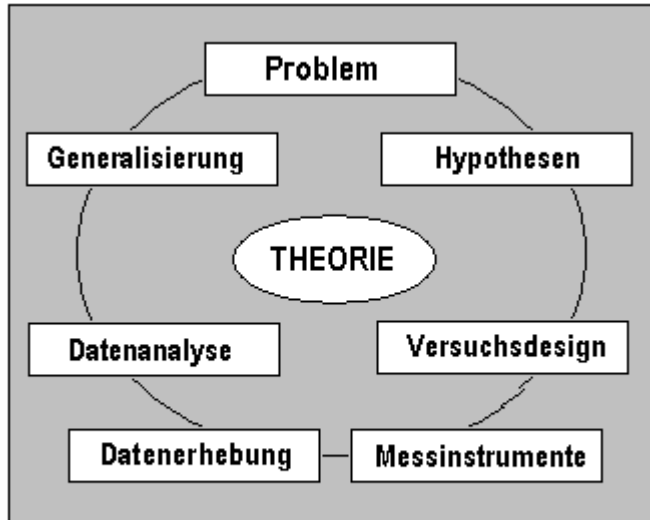 Problem
Generalisierung
Hypothesen
THEORIE
Datenanalyse
Versuchsdesign
Datenerhebung
Messinstrumente